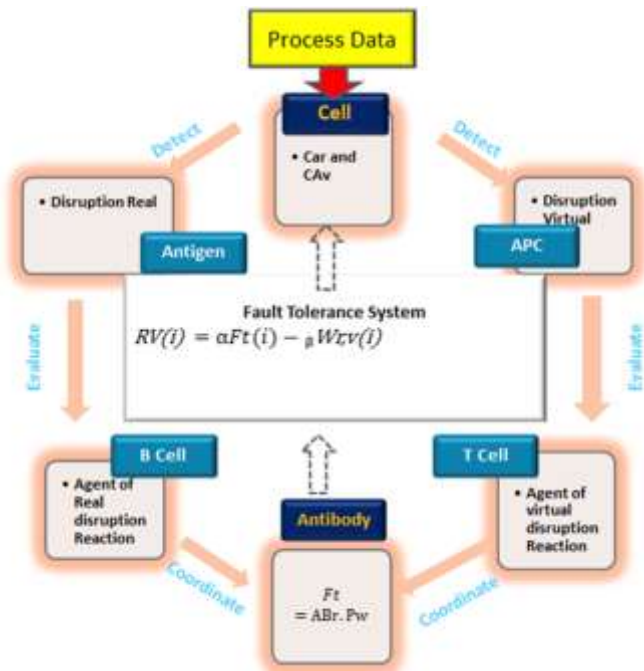 Process Data
Cell
• Car and
CAv
Detect
Detect
• Disruption Real
Antigen
• Disruption
Virtual
APC
Fault Tolerance System
RV(i) = αFt(i) − βWΣv(i)
Evaluate
Evaluate
B Cell
• Agent of
Real
disruption
Reaction
T Cell
• Agent of
virtual
disruption
Reaction
Antibody
Ft
= ABr. Pw
Coordinate
Coordinate